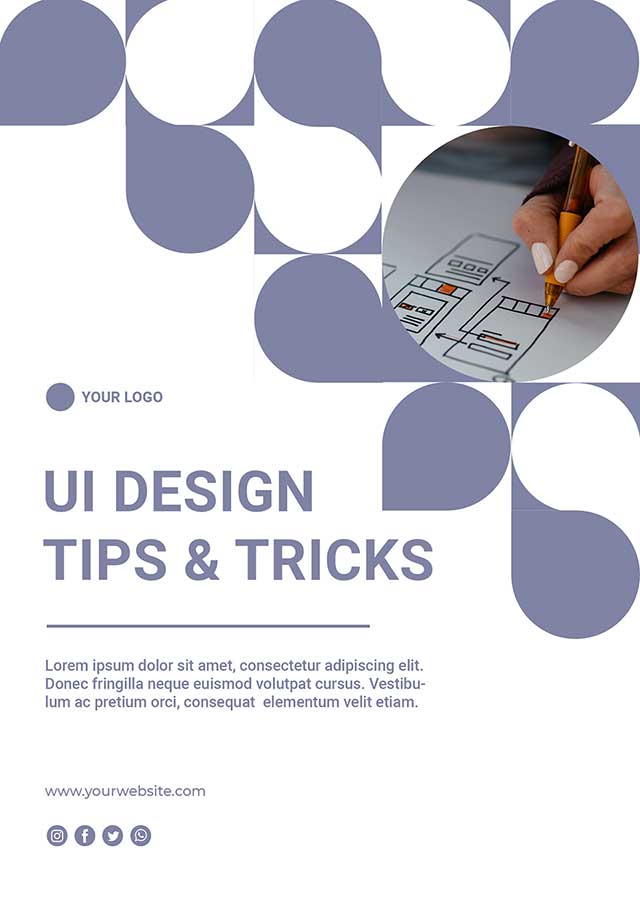 YOUR LOGO
UI DESIGN
TIPS & TRICKS
Lorem ipsum dolor sit amet, consectetur adipiscing elit.
Donec fringilla neque euismod volutpat cursus. Vestibu-
lum ac pretium orci, consequat  elementum velit etiam.
www.yourwebsite.com